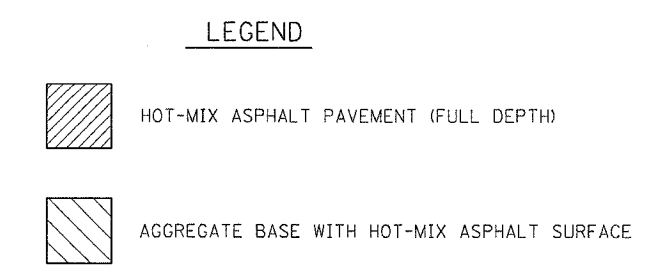 LEGEND
HOT-MIX ASPHALT PAVEMENT (FULL DEPTH)
AGGREGATE BASE WITH HOT-MIX ASPHALT SURFACE